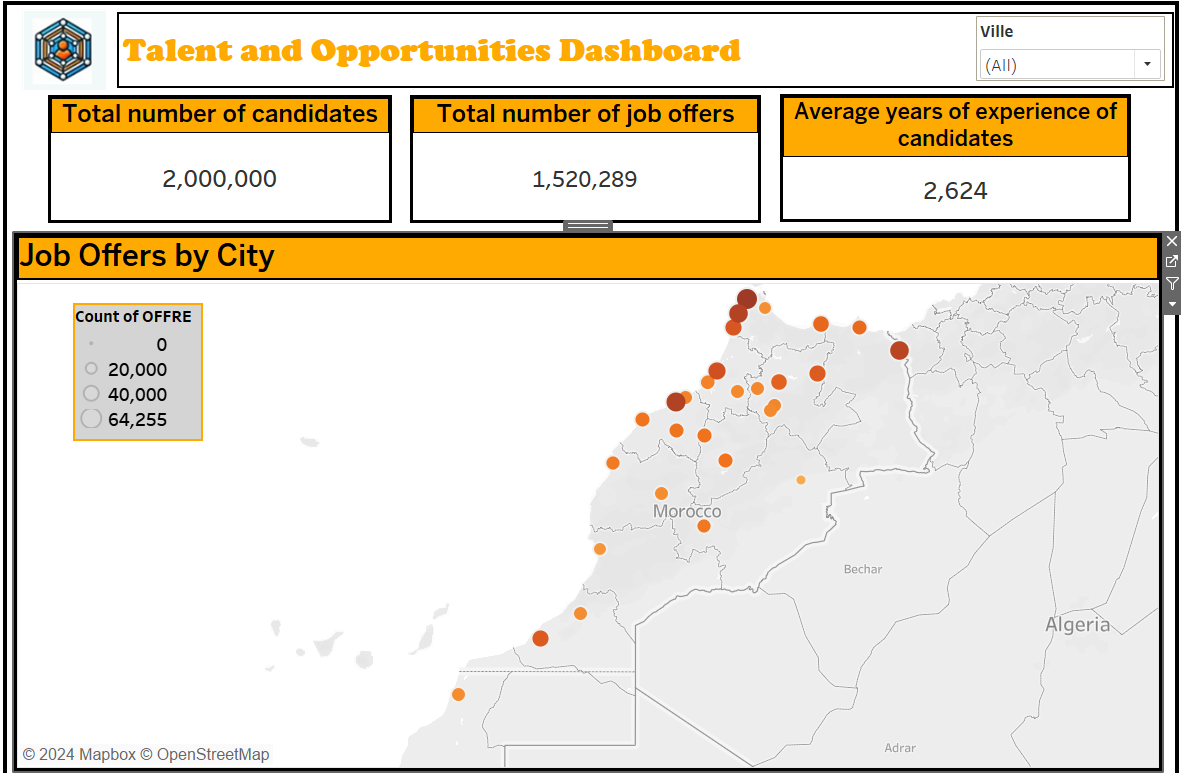 Talent and Opportunities Dashboard
Ville
(All)
Total number of candidates
2,000,000
Total number of job offers
1,520,289
Average years of experience of
candidates
2,624
Job Offers by City
Count of OFFRE
0
20,000
40,000
64,255
Morocco
Bechar
Algeria
Adrar
© 2024 Mapbox © OpenStreetMap